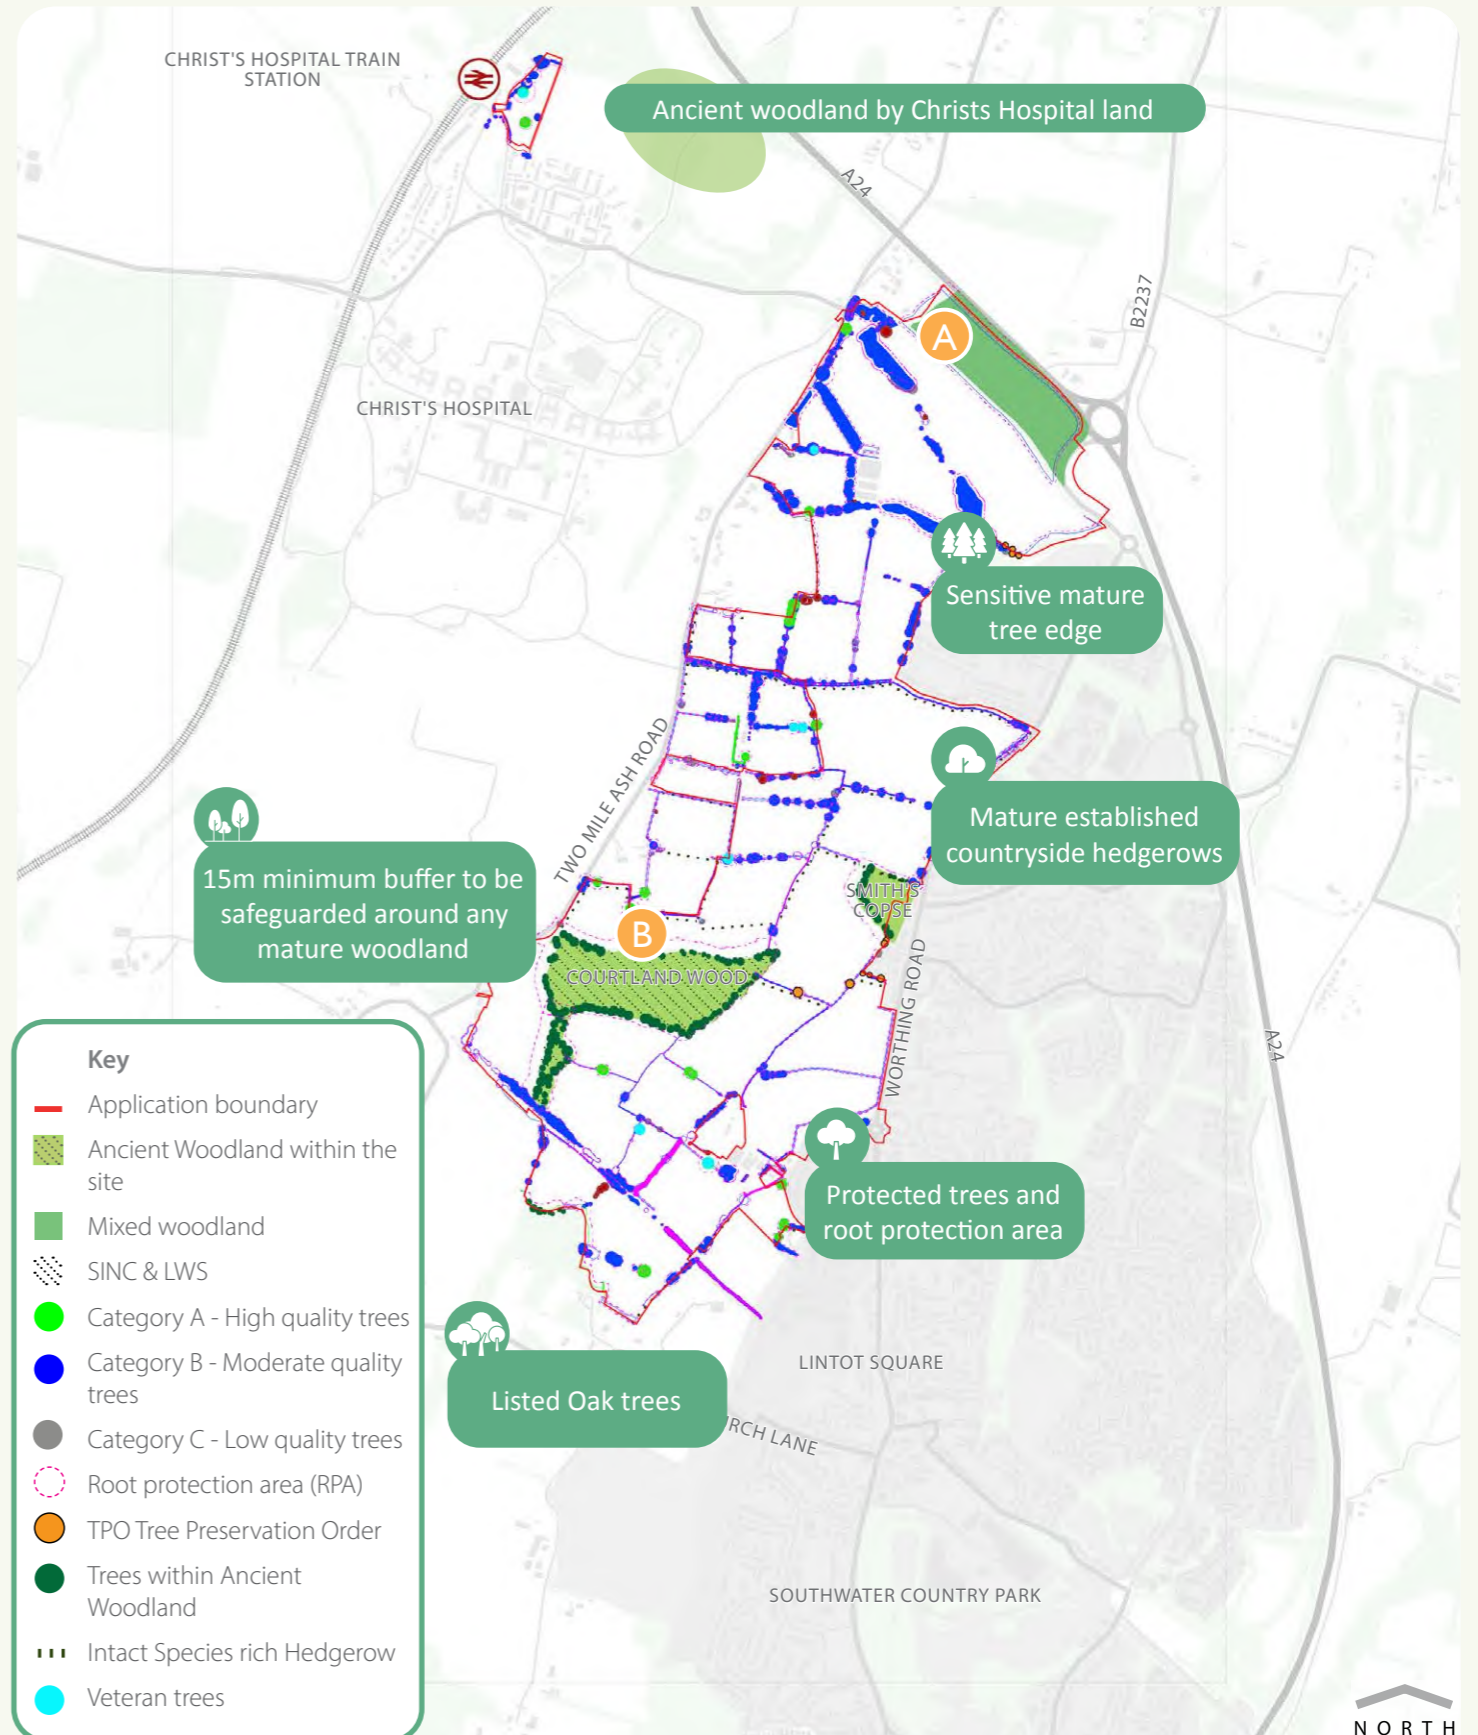 CHRIST'S HOSPITAL TRAIN
STATION
Ancient woodland by Christs Hospital land
A24
B2237
A
CHRIST'S HOSPITAL
Sensitive mature
tree edge
TWO MILE ASH ROAD
Mature established
countryside hedgerows
15m minimum buffer to be
safeguarded around any
mature woodland
SMITH'S
COPSE
B
COURTLAND WOOD
WORTHING ROAD
A24
Protected trees and
root protection area
Listed Oak trees
LINTOT SQUARE
RCH LANE
SOUTHWATER COUNTRY PARK
Key
Application boundary
Ancient Woodland within the
site
Mixed woodland
SINC & LWS
Category A - High quality trees
Category B - Moderate quality
trees
Category C - Low quality trees
Root protection area (RPA)
TPO Tree Preservation Order
Trees within Ancient
Woodland
Intact Species rich Hedgerow
Veteran trees
NORTH